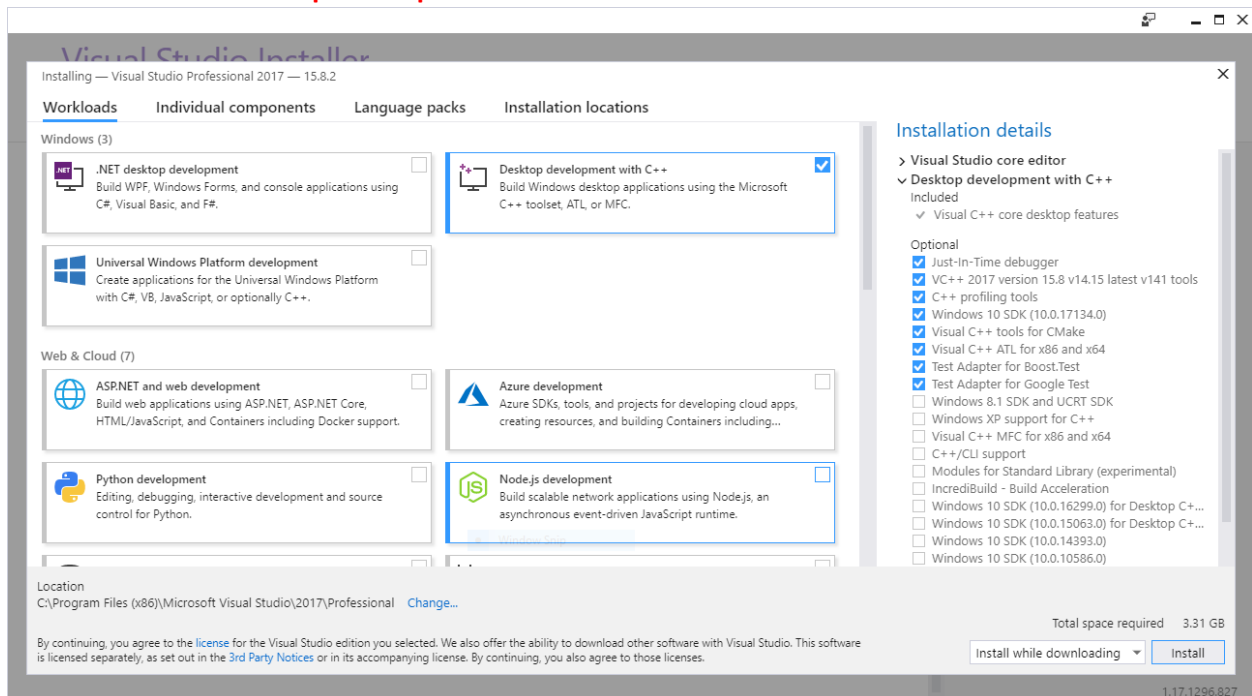 Visual Studio Installer
Installing — Visual Studio Professional 2017 — 15.8.2
Workloads Individual components Language packs Installation locations
Windows (3)
.NET
.NET desktop development
Build WPF, Windows Forms, and console applications using
C#, Visual Basic, and F#.
Desktop development with C++
Build Windows desktop applications using the Microsoft
C++ toolset, ATL, or MFC.
Universal Windows Platform development
Create applications for the Universal Windows Platform
with C#, VB, JavaScript, or optionally C++.
Web & Cloud (7)
ASP.NET and web development
Build web applications using ASP.NET, ASP.NET Core,
HTML/JavaScript, and Containers including Docker support.
Azure development
Azure SDKs, tools, and projects for developing cloud apps,
creating resources, and building Containers including...
Python development
Editing, debugging, interactive development and source
control for Python.
JS
Node.js development
Build scalable network applications using Node.js, an
asynchronous event-driven JavaScript runtime.
Window Snip
Installation details
Visual Studio core editor
Desktop development with C++
Included
Visual C++ core desktop features
Optional
Just-In-Time debugger
VC++ 2017 version 15.8 v14.15 latest v141 tools
C++ profiling tools
Windows 10 SDK (10.0.17134.0)
Visual C++ tools for CMake
Visual C++ ATL for x86 and x64
Test Adapter for Boost.Test
Test Adapter for Google Test
Windows 8.1 SDK and UCRT SDK
Windows XP support for C++
Visual C++ MFC for x86 and x64
C++/CLI support
Modules for Standard Library (experimental)
IncrediBuild - Build Acceleration
Windows 10 SDK (10.0.16299.0) for Desktop C+...
Windows 10 SDK (10.0.15063.0) for Desktop C+...
Windows 10 SDK (10.0.14393.0)
Windows 10 SDK (10.0.10586.0)
Location
C:\Program Files (x86)\Microsoft Visual Studio\2017\Professional Change...
Total space required 3.31 GB
By continuing, you agree to the license for the Visual Studio edition you selected. We also offer the ability to download other software with Visual Studio. This software
is licensed separately, as set out in the 3rd Party Notices or in its accompanying license. By continuing, you also agree to those licenses.
Install while downloading Install
1.17.1296.827